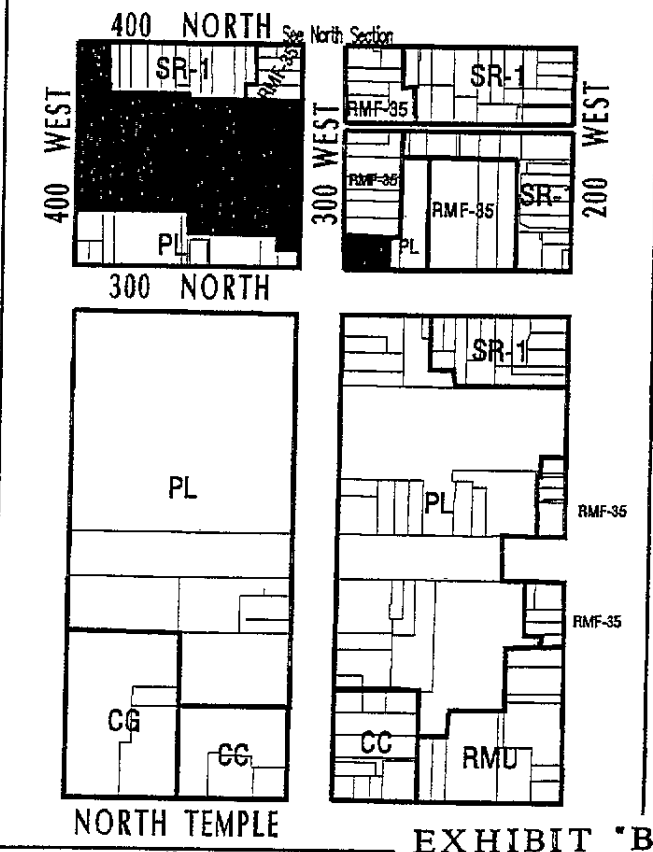 400 NORTH
See North Section
SR-1
RMF-35
SR-1
RMF-35
400 WEST
300 WEST
200 WEST
RMF-35
RMF-35
SR-
PL
PL
300 NORTH
SR-1
PL
PL
RMF-35
RMF-35
CG
CC
CC
RMU
NORTH TEMPLE
EXHIBIT "B